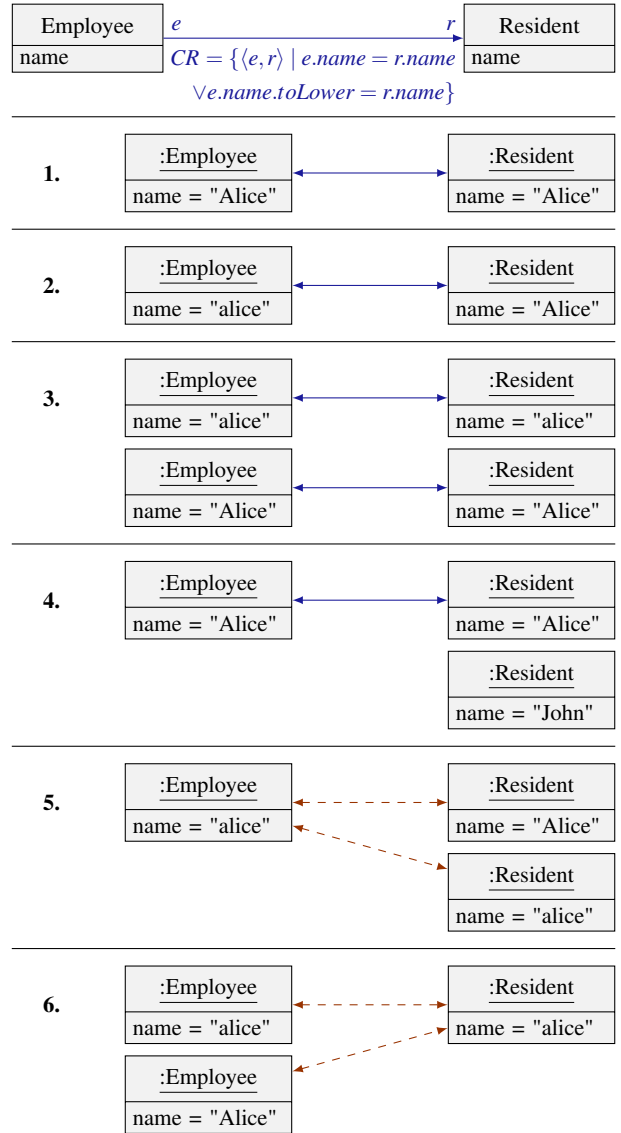 Employee e r Resident
name CR = {⟨e, r⟩ | e.name = r.name name
∨e.name.toLower = r.name}
1. :Employee :Resident
name = "Alice" name = "Alice"
2. :Employee :Resident
name = "alice" name = "Alice"
3. :Employee :Resident
name = "alice" name = "alice"
:Employee :Resident
name = "Alice" name = "Alice"
4. :Employee :Resident
name = "Alice" name = "Alice"
:Resident
name = "John"
5. :Employee :Resident
name = "alice" name = "Alice"
:Resident
name = "alice"
6. :Employee :Resident
name = "alice" name = "alice"
:Employee
name = "Alice"